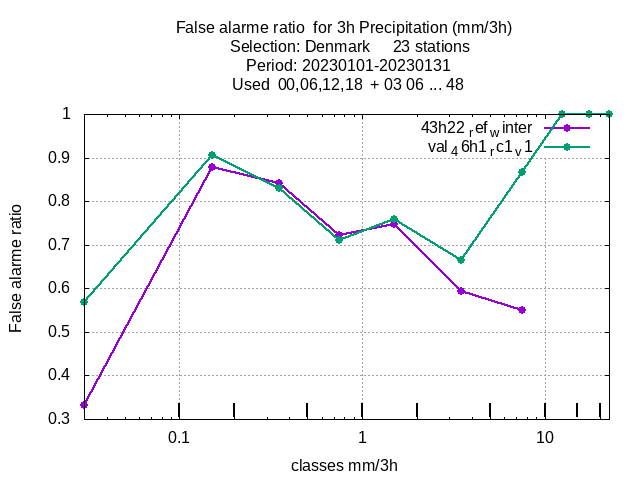 False alarme ratio  for 3h Precipitation (mm/3h)
Selection: Denmark     23 stations
Period: 20230101-20230131
Used  00,06,12,18  + 03 06 ... 48
43h22_ref_winter
val_46h1_rc1_v1
1
0.9
0.8
0.7
0.6
0.5
0.4
0.3
False alarme ratio
0.1
1
10
classes mm/3h